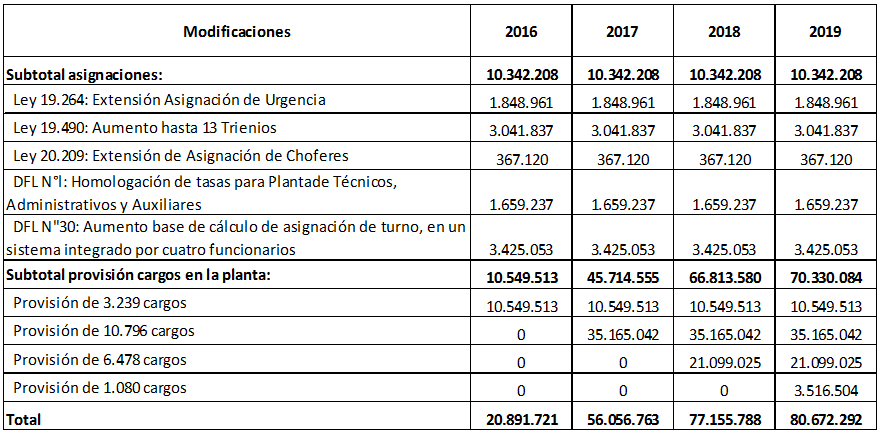 Modificaciones 2016 2017 2018 2019
Subtotal asignaciones: 10.342.208 10.342.208 10.342.208 10.342.208
Ley 19.264: Extensión Asignación de Urgencia 1.848.961 1.848.961 1.848.961 1.848.961
Ley 19.490: Aumento hasta 13 Trienios 3.041.837 3.041.837 3.041.837 3.041.837
Ley 20.209: Extensión de Asignación de Choferes 367.120 367.120 367.120 367.120
DFL N°l: Homologación de tasas para Plantade Técnicos,
Administrativos y Auxiliares 1.659.237 1.659.237 1.659.237 1.659.237
DFL N"30: Aumento base de cálculo de asignación de turno, en un
sistema integrado por cuatro funcionarios 3.425.053 3.425.053 3.425.053 3.425.053
Subtotal provisión cargos en la planta: 10.549.513 45.714.555 66.813.580 70.330.084
Provisión de 3.239 cargos 10.549.513 10.549.513 10.549.513 10.549.513
Provisión de 10.796 cargos 0 35.165.042 35.165.042 35.165.042
Provisión de 6.478 cargos 0 0 21.099.025 21.099.025
Provisión de 1.080 cargos 0 0 0 3.516.504
Total 20.891.721 56.056.763 77.155.788 80.672.292